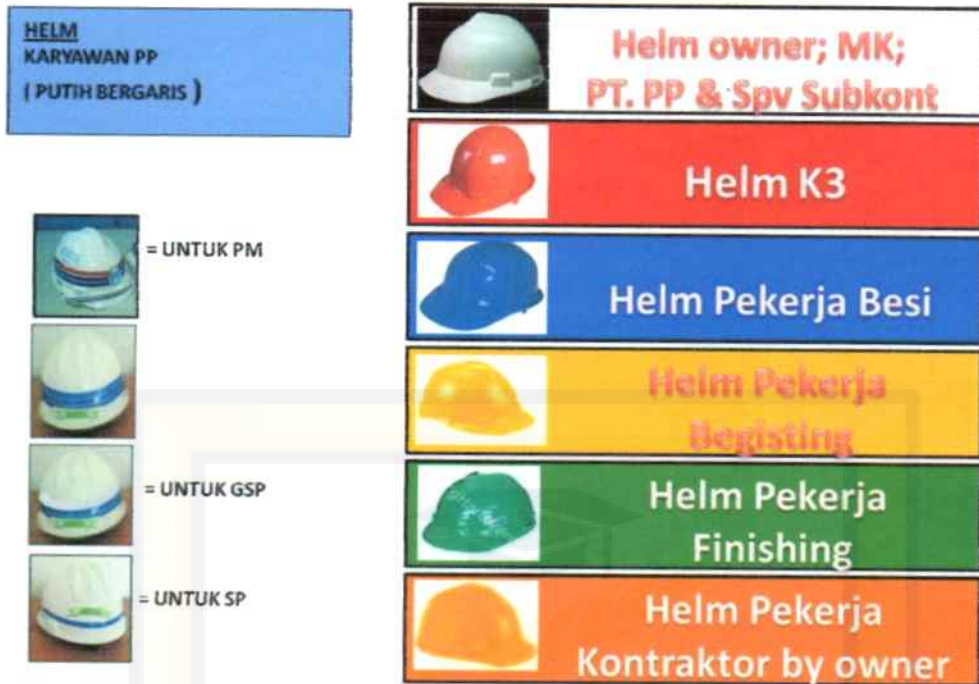 HELM
KARYAWAN PP
( PUTIH BERGARIS )
= UNTUK PM
= UNTUK GSP
= UNTUK SP
Helm owner; MK;
PT. PP & Spv Subkont
Helm K3
Helm Pekerja Besi
Helm Pekerja
Begisting
Helm Pekerja
Finishing
Helm Pekerja
Kontraktor by owner